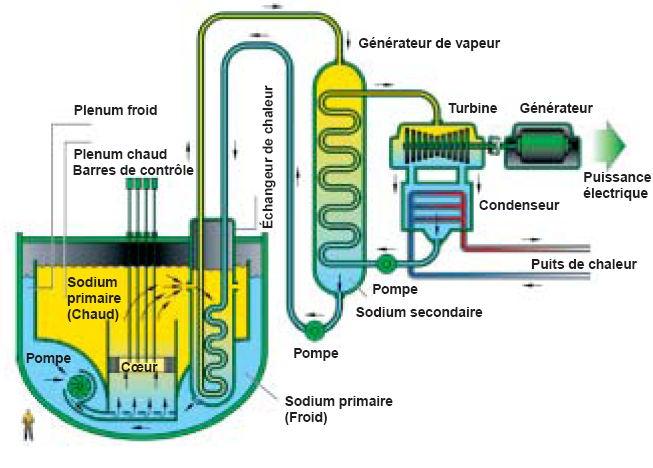 Générateur de vapeur
Plenum froid
Turbine
Générateur
Échangeur de chaleur
Plenum chaud
Barres de contrôle
Puissance
électrique
Condenseur
Puits de chaleur
Sodium
primaire
(Chaud)
Pompe
Sodium secondaire
Pompe
Pompe
Cœur
Sodium primaire
(Froid)